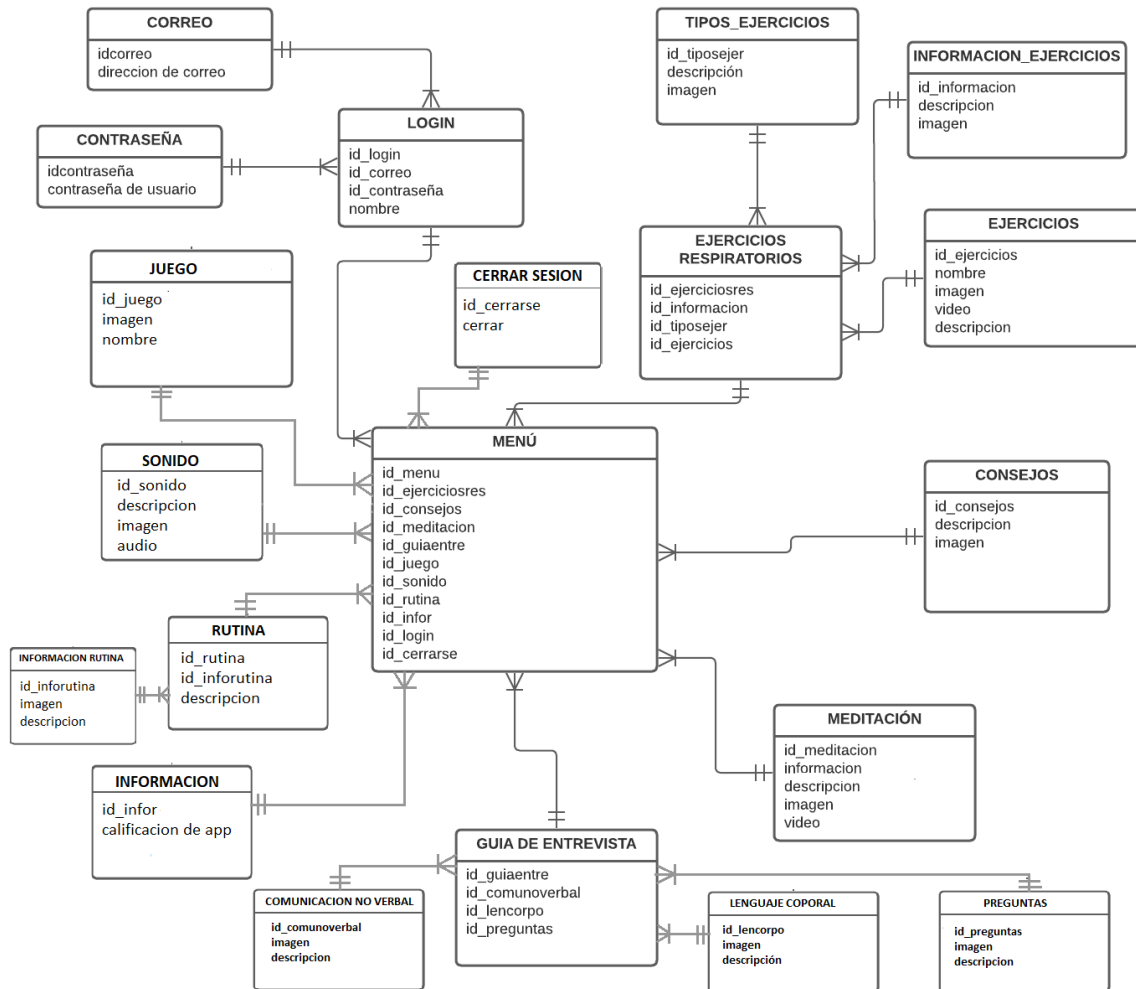 CORREO
idcorreo
direccion de correo
TIPOS_EJERCICIOS
id_tiposejer
descripción
imagen
INFORMACION_EJERCICIOS
id_informacion
descripcion
imagen
CONTRASEÑA
idcontraseña
contraseña de usuario
LOGIN
id_login
id_correo
id_contraseña
nombre
JUEGO
id_juego
imagen
nombre
CERRAR SESION
id_cerrarse
cerrar
EJERCICIOS
RESPIRATORIOS
id_ejerciciosres
id_informacion
id_tiposejer
id_ejercicios
EJERCICIOS
id_ejercicios
nombre
imagen
video
descripcion
SONIDO
id_sonido
descripcion
imagen
audio
MENÚ
id_menu
id_ejerciciosres
id_consejos
id_meditacion
id_guiaentre
id_juego
id_sonido
id_rutina
id_infor
id_login
id_cerrarse
CONSEJOS
id_consejos
descripcion
imagen
RUTINA
id_rutina
id_inforutina
descripcion
INFORMACION RUTINA
id_inforutina
imagen
descripcion
MEDITACIÓN
id_meditacion
informacion
descripcion
imagen
video
INFORMACION
id_infor
calificacion de app
GUIA DE ENTREVISTA
id_guiaentre
id_comunoverbal
id_lencorpo
id_preguntas
COMUNICACION NO VERBAL
id_comunoverbal
imagen
descripcion
LENGUAJE COPORAL
id_lencorpo
imagen
descripción
PREGUNTAS
id_preguntas
imagen
descripcion